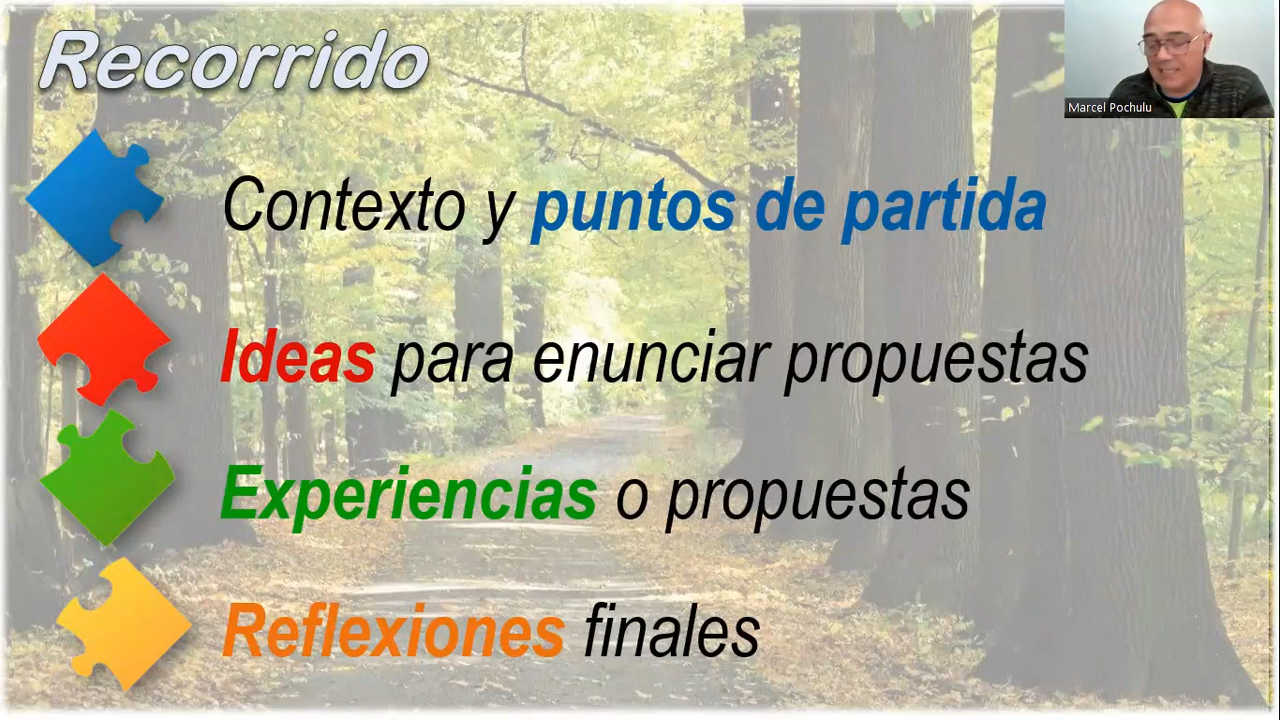 Recorrido
Marcel Pochulu
Contexto y puntos de partida
Ideas para enunciar propuestas
Experiencias o propuestas
Reflexiones finales